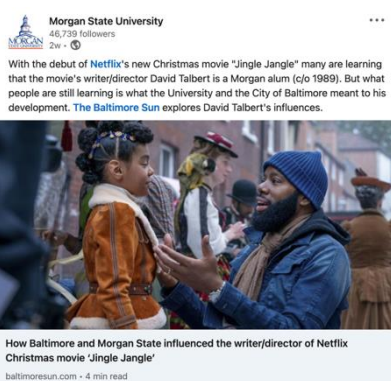 Morgan State University
46,739 followers
2w •
With the debut of Netflix's new Christmas movie "Jingle Jangle" many are learning
that the movie's writer/director David Talbert is a Morgan alum (c/o 1989). But what
people are still learning is what the University and the City of Baltimore meant to his
development. The Baltimore Sun explores David Talbert's influences.
How Baltimore and Morgan State influenced the writer/director of Netflix
Christmas movie 'Jingle Jangle'
baltimoresun.com • 4 min read
MORGAN
STATE UNIVERSITY